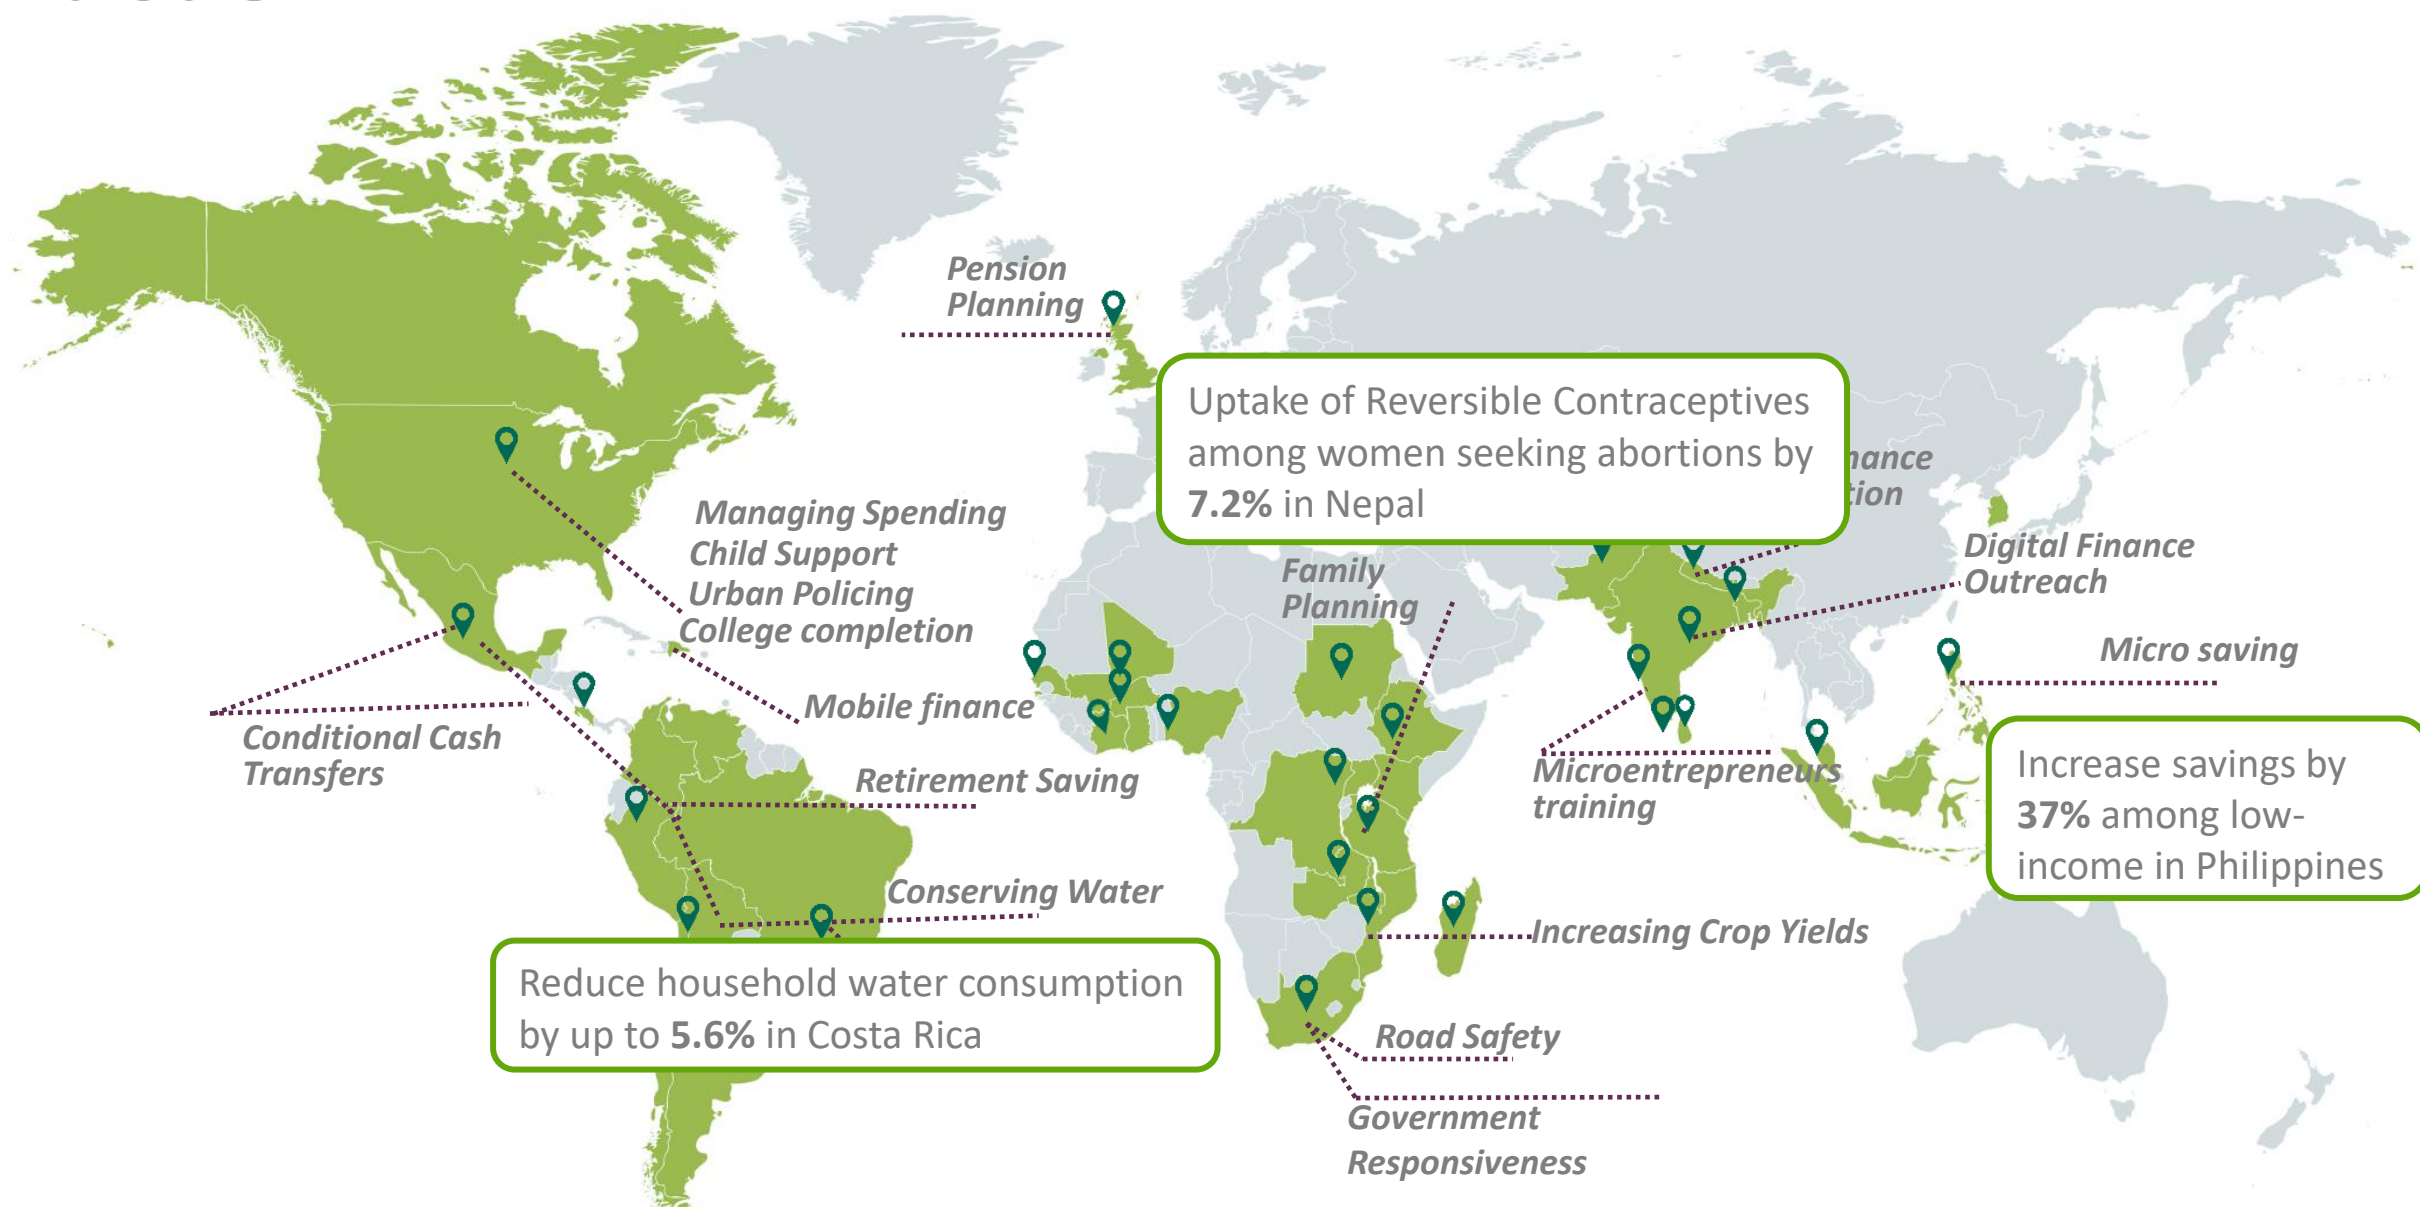 Pension
Planning
Uptake of Reversible Contraceptives
among women seeking abortions by
7.2% in Nepal
Managing Spending
Child Support
Urban Policing
College completion
Family
Planning
Digital Finance
Outreach
Micro saving
Mobile finance
Conditional Cash
Transfers
Retirement Saving
Microentrepreneurs
training
Increase savings by
37% among low-
income in Philippines
Conserving Water
Increasing Crop Yields
Reduce household water consumption
by up to 5.6% in Costa Rica
Road Safety
Government
Responsiveness